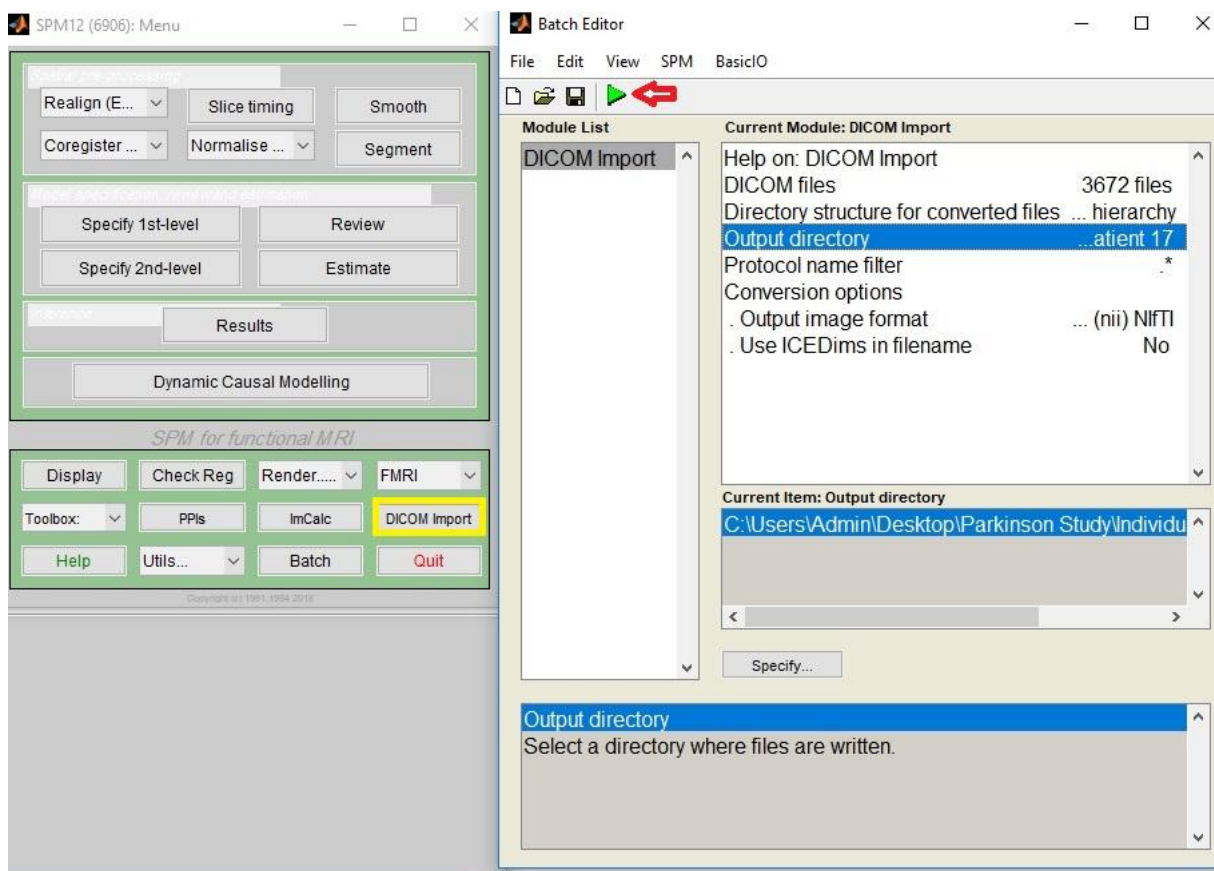 SPM12 (6906): Menu
Realign (E...
Slice timing
Smooth
Coregister ...
Normalise ...
Segment
Specify 1st-level
Review
Specify 2nd-level
Estimate
Results
Dynamic Causal Modelling
SPM for functional MRI
Display
Check Reg
Render.....
FMRI
Toolbox:
PPIs
ImCalc
DICOM Import
Help
Utils...
Batch
Quit
Batch Editor
File Edit View SPM BasicIO
Module List
DICOM Import
Current Module: DICOM Import
Help on: DICOM Import
DICOM files 3672 files
Directory structure for converted files ... hierarchy
Output directory ...atient 17
Protocol name filter .*
Conversion options
. Output image format ... (nii) NIfTI
. Use ICEDims in filename No
Current Item: Output directory
C:\Users\Admin\Desktop\Parkinson Study\Individu
Specify...
Output directory
Select a directory where files are written.